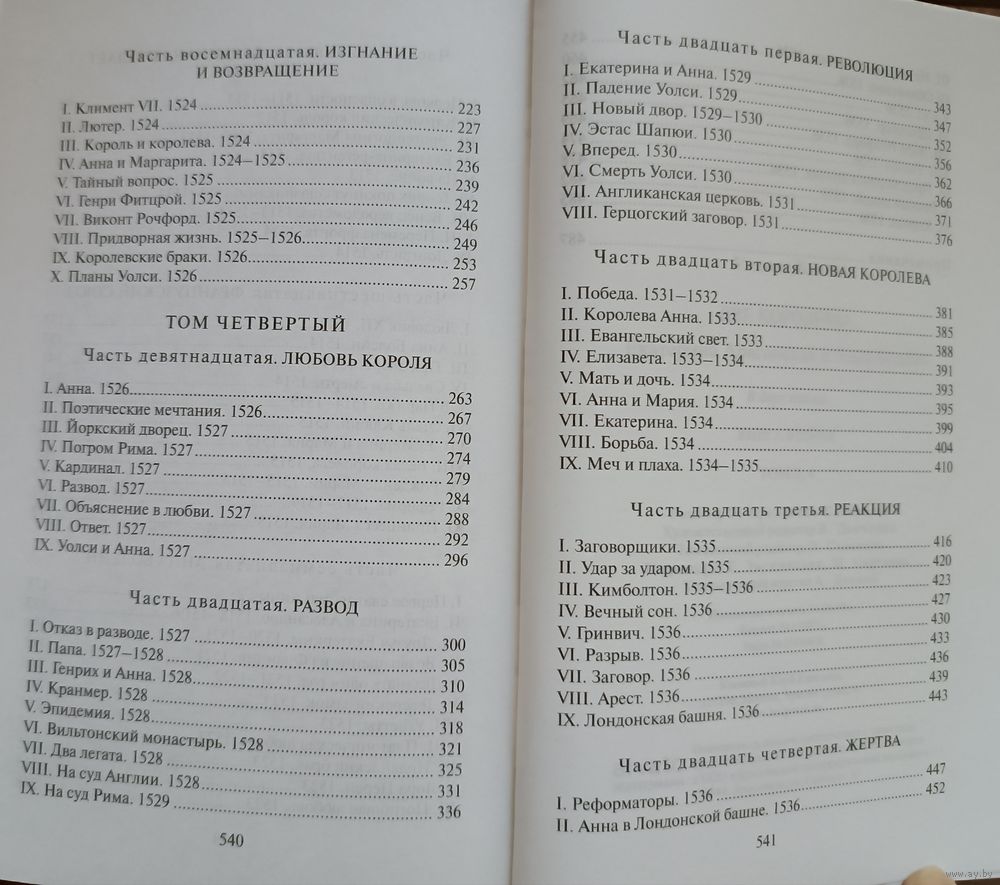 Часть восемнадцатая. ИЗГНАНИЕ
И ВОЗВРАЩЕНИЕ
I. Климент VII. 1524 223
II. Лютер. 1524 227
III. Король и королева. 1524 231
IV. Анна и Маргарита. 1524–1525 236
V. Тайный вопрос. 1525 239
VI. Генри Фитцрой. 1525 242
VII. Виконт Рочфорд. 1525 246
VIII. Придворная жизнь. 1525–1526 249
IX. Королевские браки. 1526 253
X. Планы Уолси. 1526 257
ТОМ ЧЕТВЕРТЫЙ
Часть девятнадцатая. ЛЮБОВЬ КОРОЛЯ
I. Анна. 1526 263
II. Поэтические мечтания. 1526 267
III. Йоркский дворец. 1527 270
IV. Погром Рима. 1527 274
V. Кардинал. 1527 279
VI. Развод. 1527 284
VII. Объяснение в любви. 1527 288
VIII. Ответ. 1527 292
IX. Уолси и Анна. 1527 296
Часть двадцатая. РАЗВОД
I. Отказ в разводе. 1527 300
II. Папа. 1527–1528 305
III. Генрих и Анна. 1528 310
IV. Кранмер. 1528 314
V. Эпидемия. 1528 318
VI. Вильтонский монастырь. 1528 321
VII. Два легата. 1528 325
VIII. На суд Англии. 1528 331
IX. На суд Рима. 1529 336
540
Часть двадцать первая. РЕВОЛЮЦИЯ
I. Екатерина и Анна. 1529 343
II. Падение Уолси. 1529 347
III. Новый двор. 1529–1530 352
IV. Эстас Шапюи. 1530 356
V. Вперед. 1530 362
VI. Смерть Уолси. 1530 366
VII. Англиканская церковь. 1531 371
VIII. Герцогский заговор. 1531 376
Часть двадцать вторая. НОВАЯ КОРОЛЕВА
I. Победа. 1531–1532 381
II. Королева Анна. 1533 385
III. Евангельский свет. 1533 388
IV. Елизавета. 1533–1534 391
V. Мать и дочь. 1534 393
VI. Анна и Мария. 1534 395
VII. Екатерина. 1534 399
VIII. Борьба. 1534 404
IX. Меч и плаха. 1534–1535 410
Часть двадцать третья. РЕАКЦИЯ
I. Заговорщики. 1535 416
II. Удар за ударом. 1535 420
III. Кимболтон. 1535–1536 423
IV. Вечный сон. 1536 427
V. Гринвич. 1536 430
VI. Разрыв. 1536 433
VII. Заговор. 1536 436
VIII. Арест. 1536 439
IX. Лондонская башня. 1536 443
Часть двадцать четвертая. ЖЕРТВА
I. Реформаторы. 1536 447
II. Анна в Лондонской башне. 1536 452
541
www.ay.by